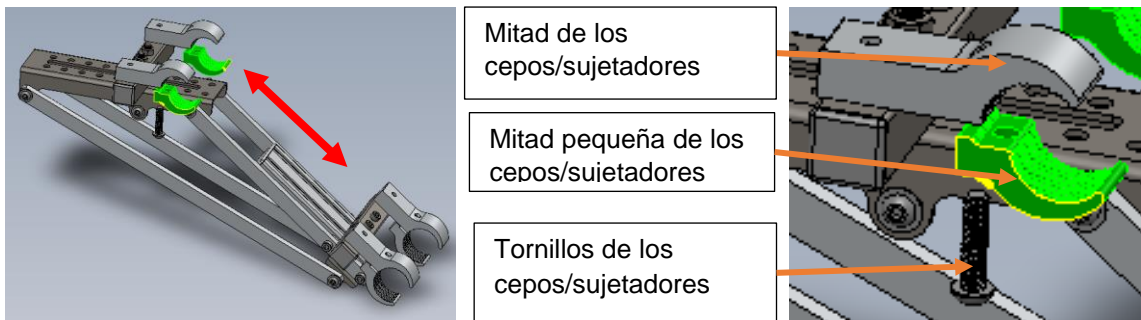 Mitad de los
cepos/sujetadores
Mitad pequeña de los
cepos/sujetadores
Tornillos de los
cepos/sujetadores